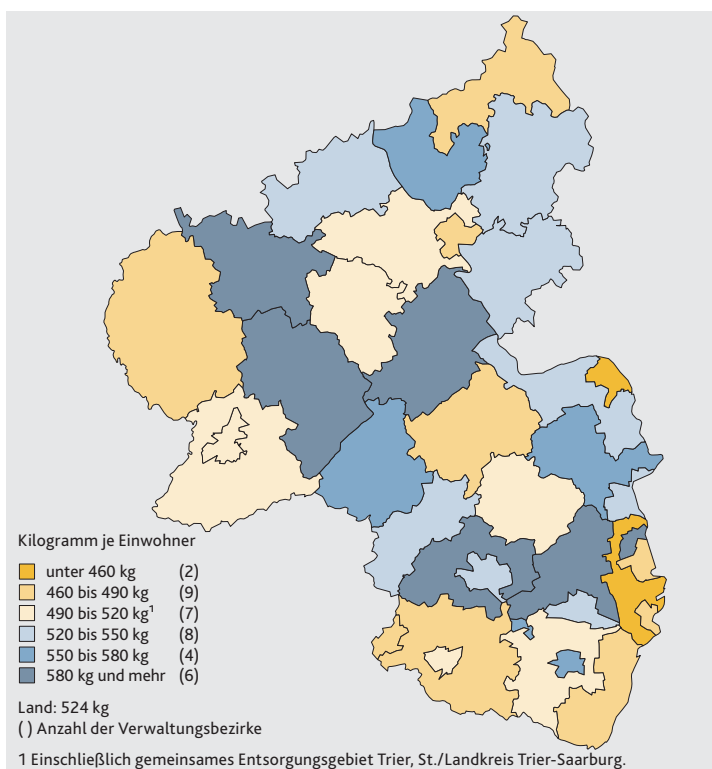 Kilogramm je Einwohner
unter 460 kg (2)
460 bis 490 kg (9)
490 bis 520 kg¹ (7)
520 bis 550 kg (8)
550 bis 580 kg (4)
580 kg und mehr (6)
Land: 524 kg
( ) Anzahl der Verwaltungsbezirke
1 Einschließlich gemeinsames Entsorgungsgebiet Trier, St./Landkreis Trier-Saarburg.